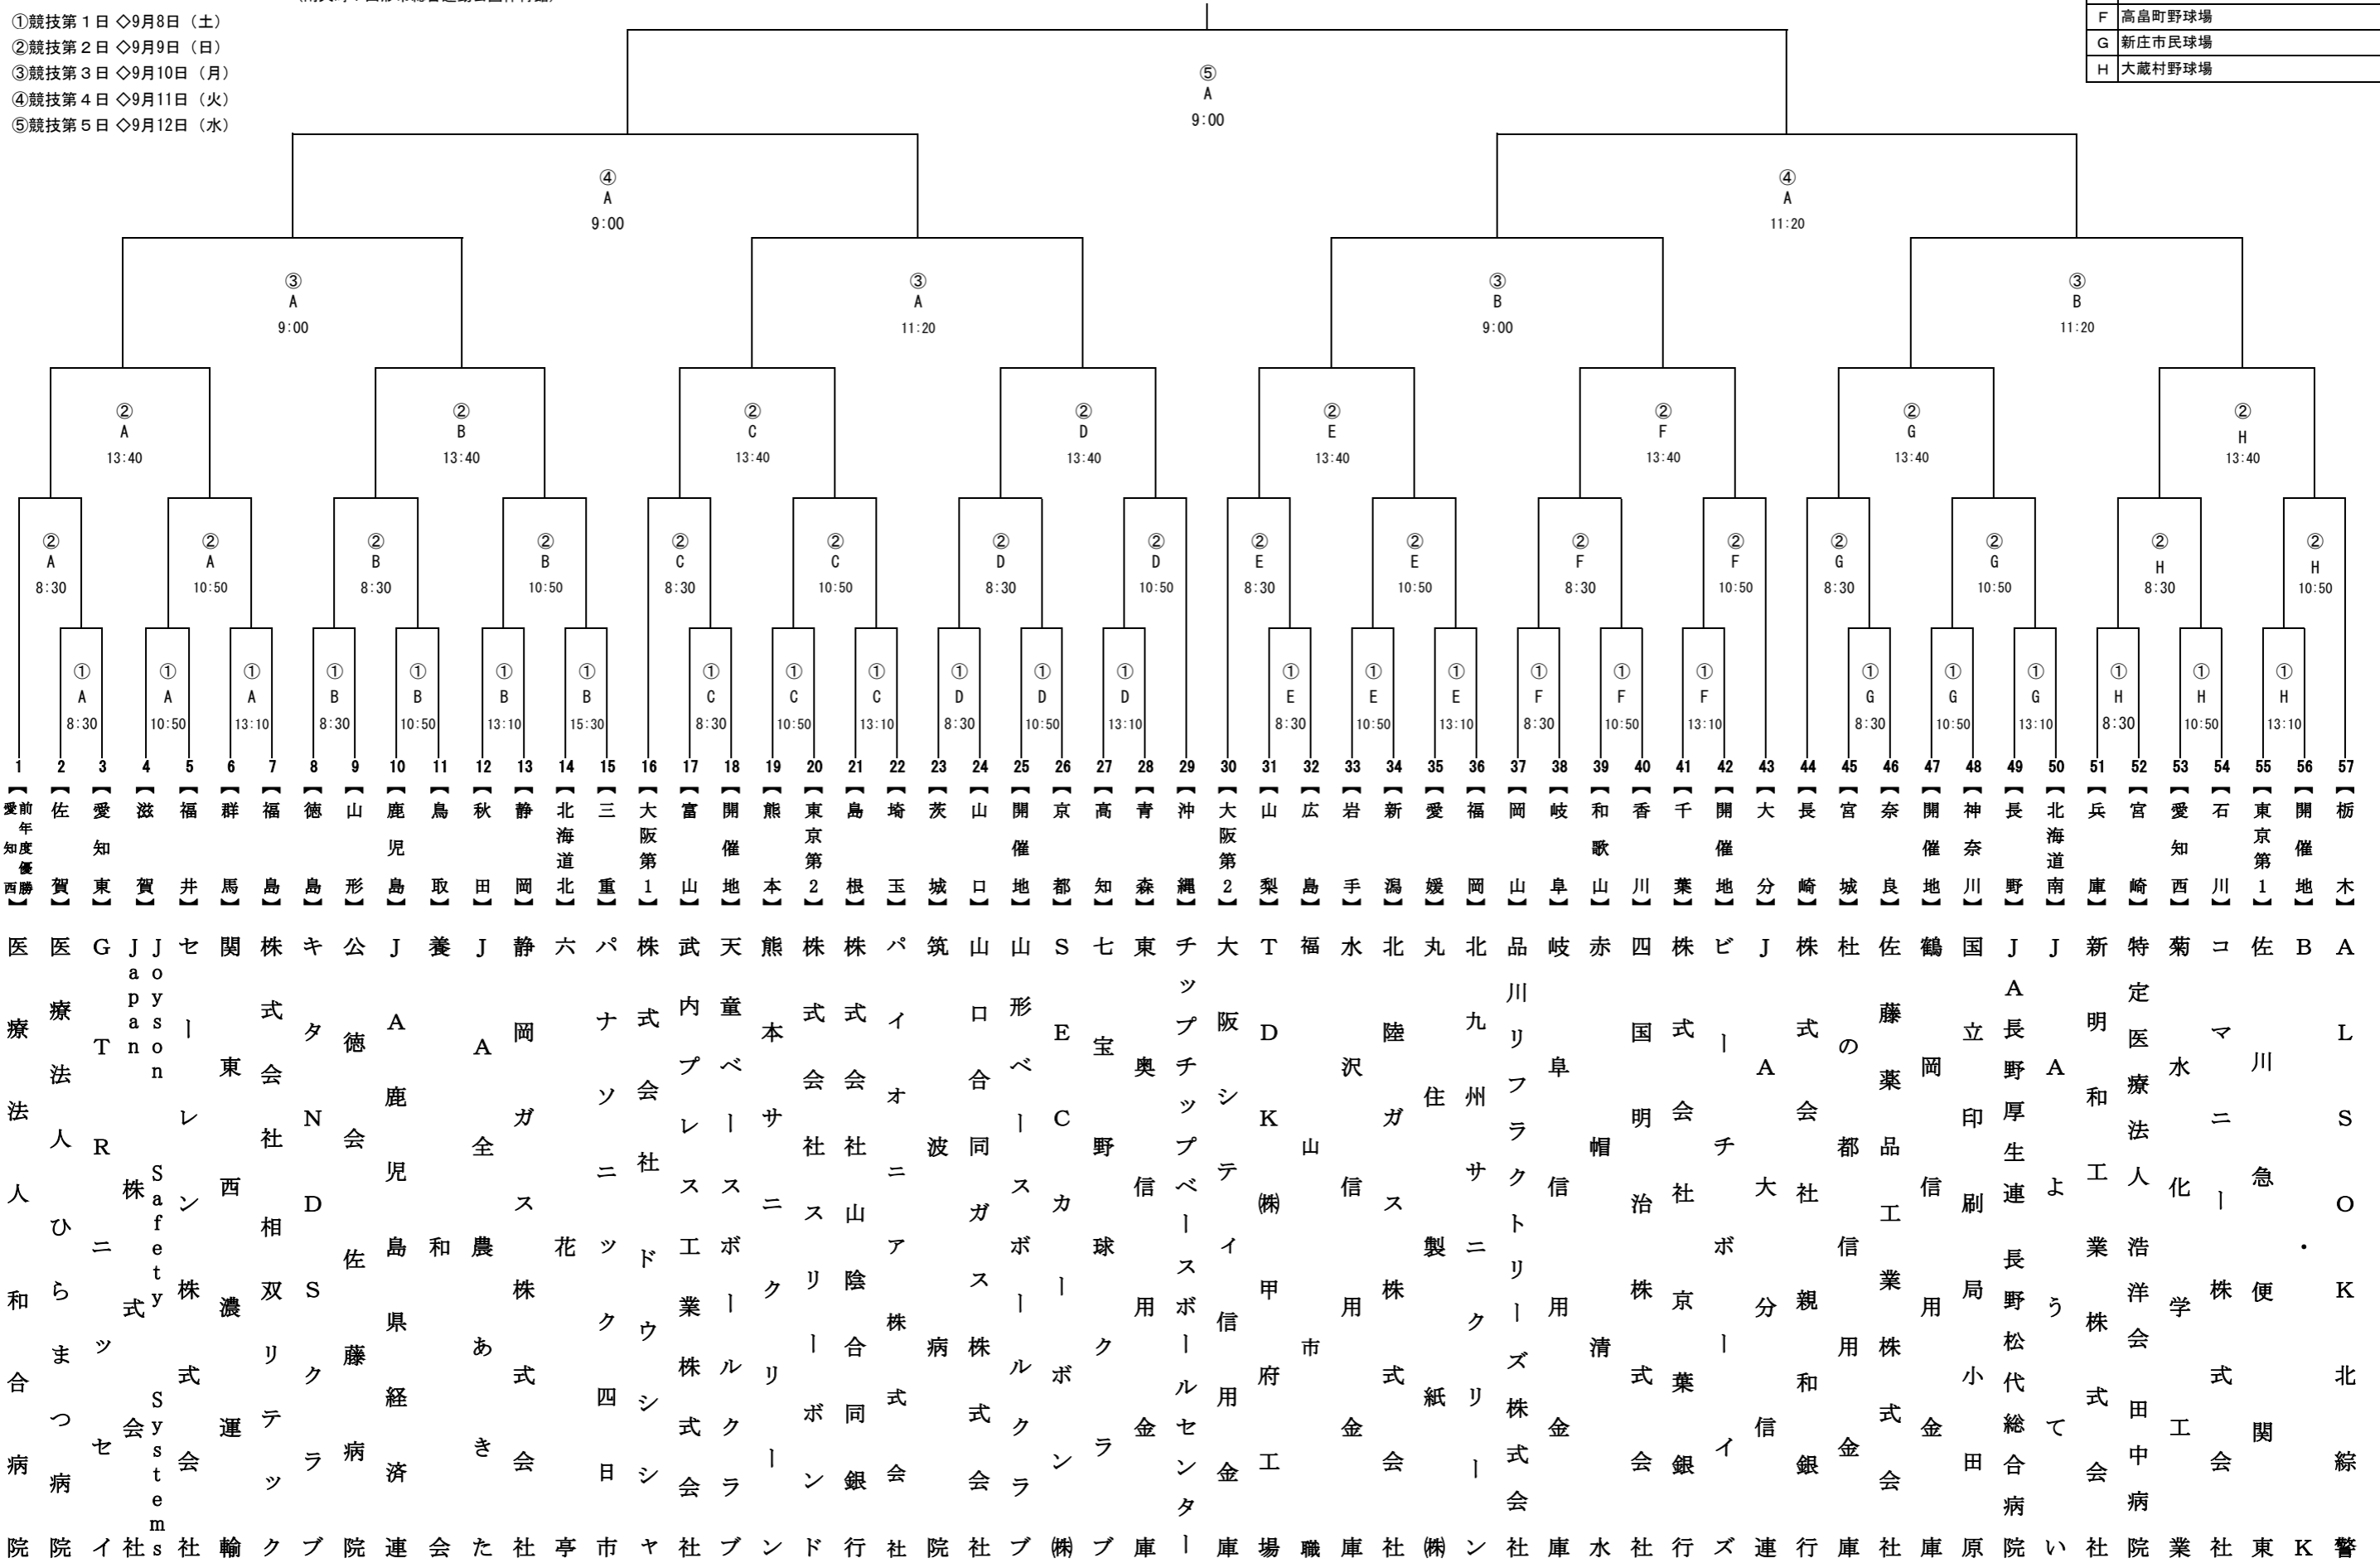 ①競技第１日 ◇9月8日（土）
②競技第２日 ◇9月9日（日）
③競技第３日 ◇9月10日（月）
④競技第４日 ◇9月11日（火）
⑤競技第５日 ◇9月12日（水）
F 高畠町野球場
G 新庄市民球場
H 大蔵村野球場
⑤
A
9:00
④
A
9:00
④
A
11:20
③
A
9:00
③
A
11:20
③
B
9:00
③
B
11:20
②
A
13:40
②
B
13:40
②
C
13:40
②
D
13:40
②
E
13:40
②
F
13:40
②
G
13:40
②
H
13:40
②
A
8:30
②
A
10:50
②
B
8:30
②
B
10:50
②
C
8:30
②
C
10:50
②
D
8:30
②
D
10:50
②
E
8:30
②
E
10:50
②
F
8:30
②
F
10:50
②
G
8:30
②
G
10:50
②
H
8:30
②
H
10:50
①
A
8:30
①
A
10:50
①
A
13:10
①
B
8:30
①
B
10:50
①
B
13:10
①
B
15:30
①
C
8:30
①
C
10:50
①
C
13:10
①
D
8:30
①
D
10:50
①
D
13:10
①
E
8:30
①
E
10:50
①
E
13:10
①
F
8:30
①
F
10:50
①
F
13:10
①
G
8:30
①
G
10:50
①
G
13:10
①
H
8:30
①
H
10:50
①
H
13:10
1 【前年度優勝 愛知西】 医療法人和合病院
2 【佐賀】 医療法人ひらまつ病院
3 【愛知東】 GTRニッセイ
4 【滋賀】 Joyson Safety Systems Japan株式会社
5 【福井】 セーレン株式会社
6 【群馬】 関東西濃運輸
7 【福島】 株式会社相双リテック
8 【徳島】 キタNDSクラブ
9 【山形】 公徳会佐藤病院
10 【鹿児島】 JA鹿児島県経済連
11 【鳥取】 養和会
12 【秋田】 JA全農あきた
13 【静岡】 静岡ガス株式会社
14 【北海道北】 六花亭
15 【三重】 パナソニック四日市
16 【大阪第1】 株式会社ドウシシャ
17 【富山】 武内プレス工業株式会社
18 【開催地】 天童ベースボールクラブ
19 【熊本】 熊本サニクリーン
20 【東京第2】 株式会社スリーボンド
21 【島根】 株式会社山陰合同銀行
22 【埼玉】 パイオニア株式会社
23 【茨城】 筑波病院
24 【山口】 山口合同ガス株式会社
25 【開催地】 山形ベースボールクラブ
26 【京都】 SECカーボン㈱
27 【高知】 七宝野球クラブ
28 【青森】 東奥信用金庫
29 【沖縄】 チップチップベースボールセンター
30 【大阪第2】 大阪シティ信用金庫
31 【山梨】 TDK㈱甲府工場
32 【広島】 福山市職
33 【岩手】 水沢信用金庫
34 【新潟】 北陸ガス株式会社
35 【愛媛】 丸住製紙㈱
36 【福岡】 北九州サニクリーン
37 【岡山】 品川リフラクトリーズ株式会社
38 【岐阜】 岐阜信用金庫
39 【和歌山】 赤帽清水
40 【香川】 四国明治株式会社
41 【千葉】 株式会社京葉銀行
42 【開催地】 ビーチボーイズ
43 【大分】 JA大分信連
44 【長崎】 株式会社親和銀行
45 【宮城】 杜の都信用金庫
46 【奈良】 佐藤薬品工業株式会社
47 【開催地】 鶴岡信用金庫
48 【神奈川】 国立印刷局小田原
49 【長野】 JA長野厚生連 長野松代総合病院
50 【北海道南】 JAようてい
51 【兵庫】 新明和工業株式会社
52 【宮崎】 特定医療法人浩洋会 田中病院
53 【愛知西】 菊水化学工業
54 【石川】 コマニー株式会社
55 【東京第1】 佐川急便関東
56 【開催地】 B・K
57 【栃木】 ALSOK北綜警